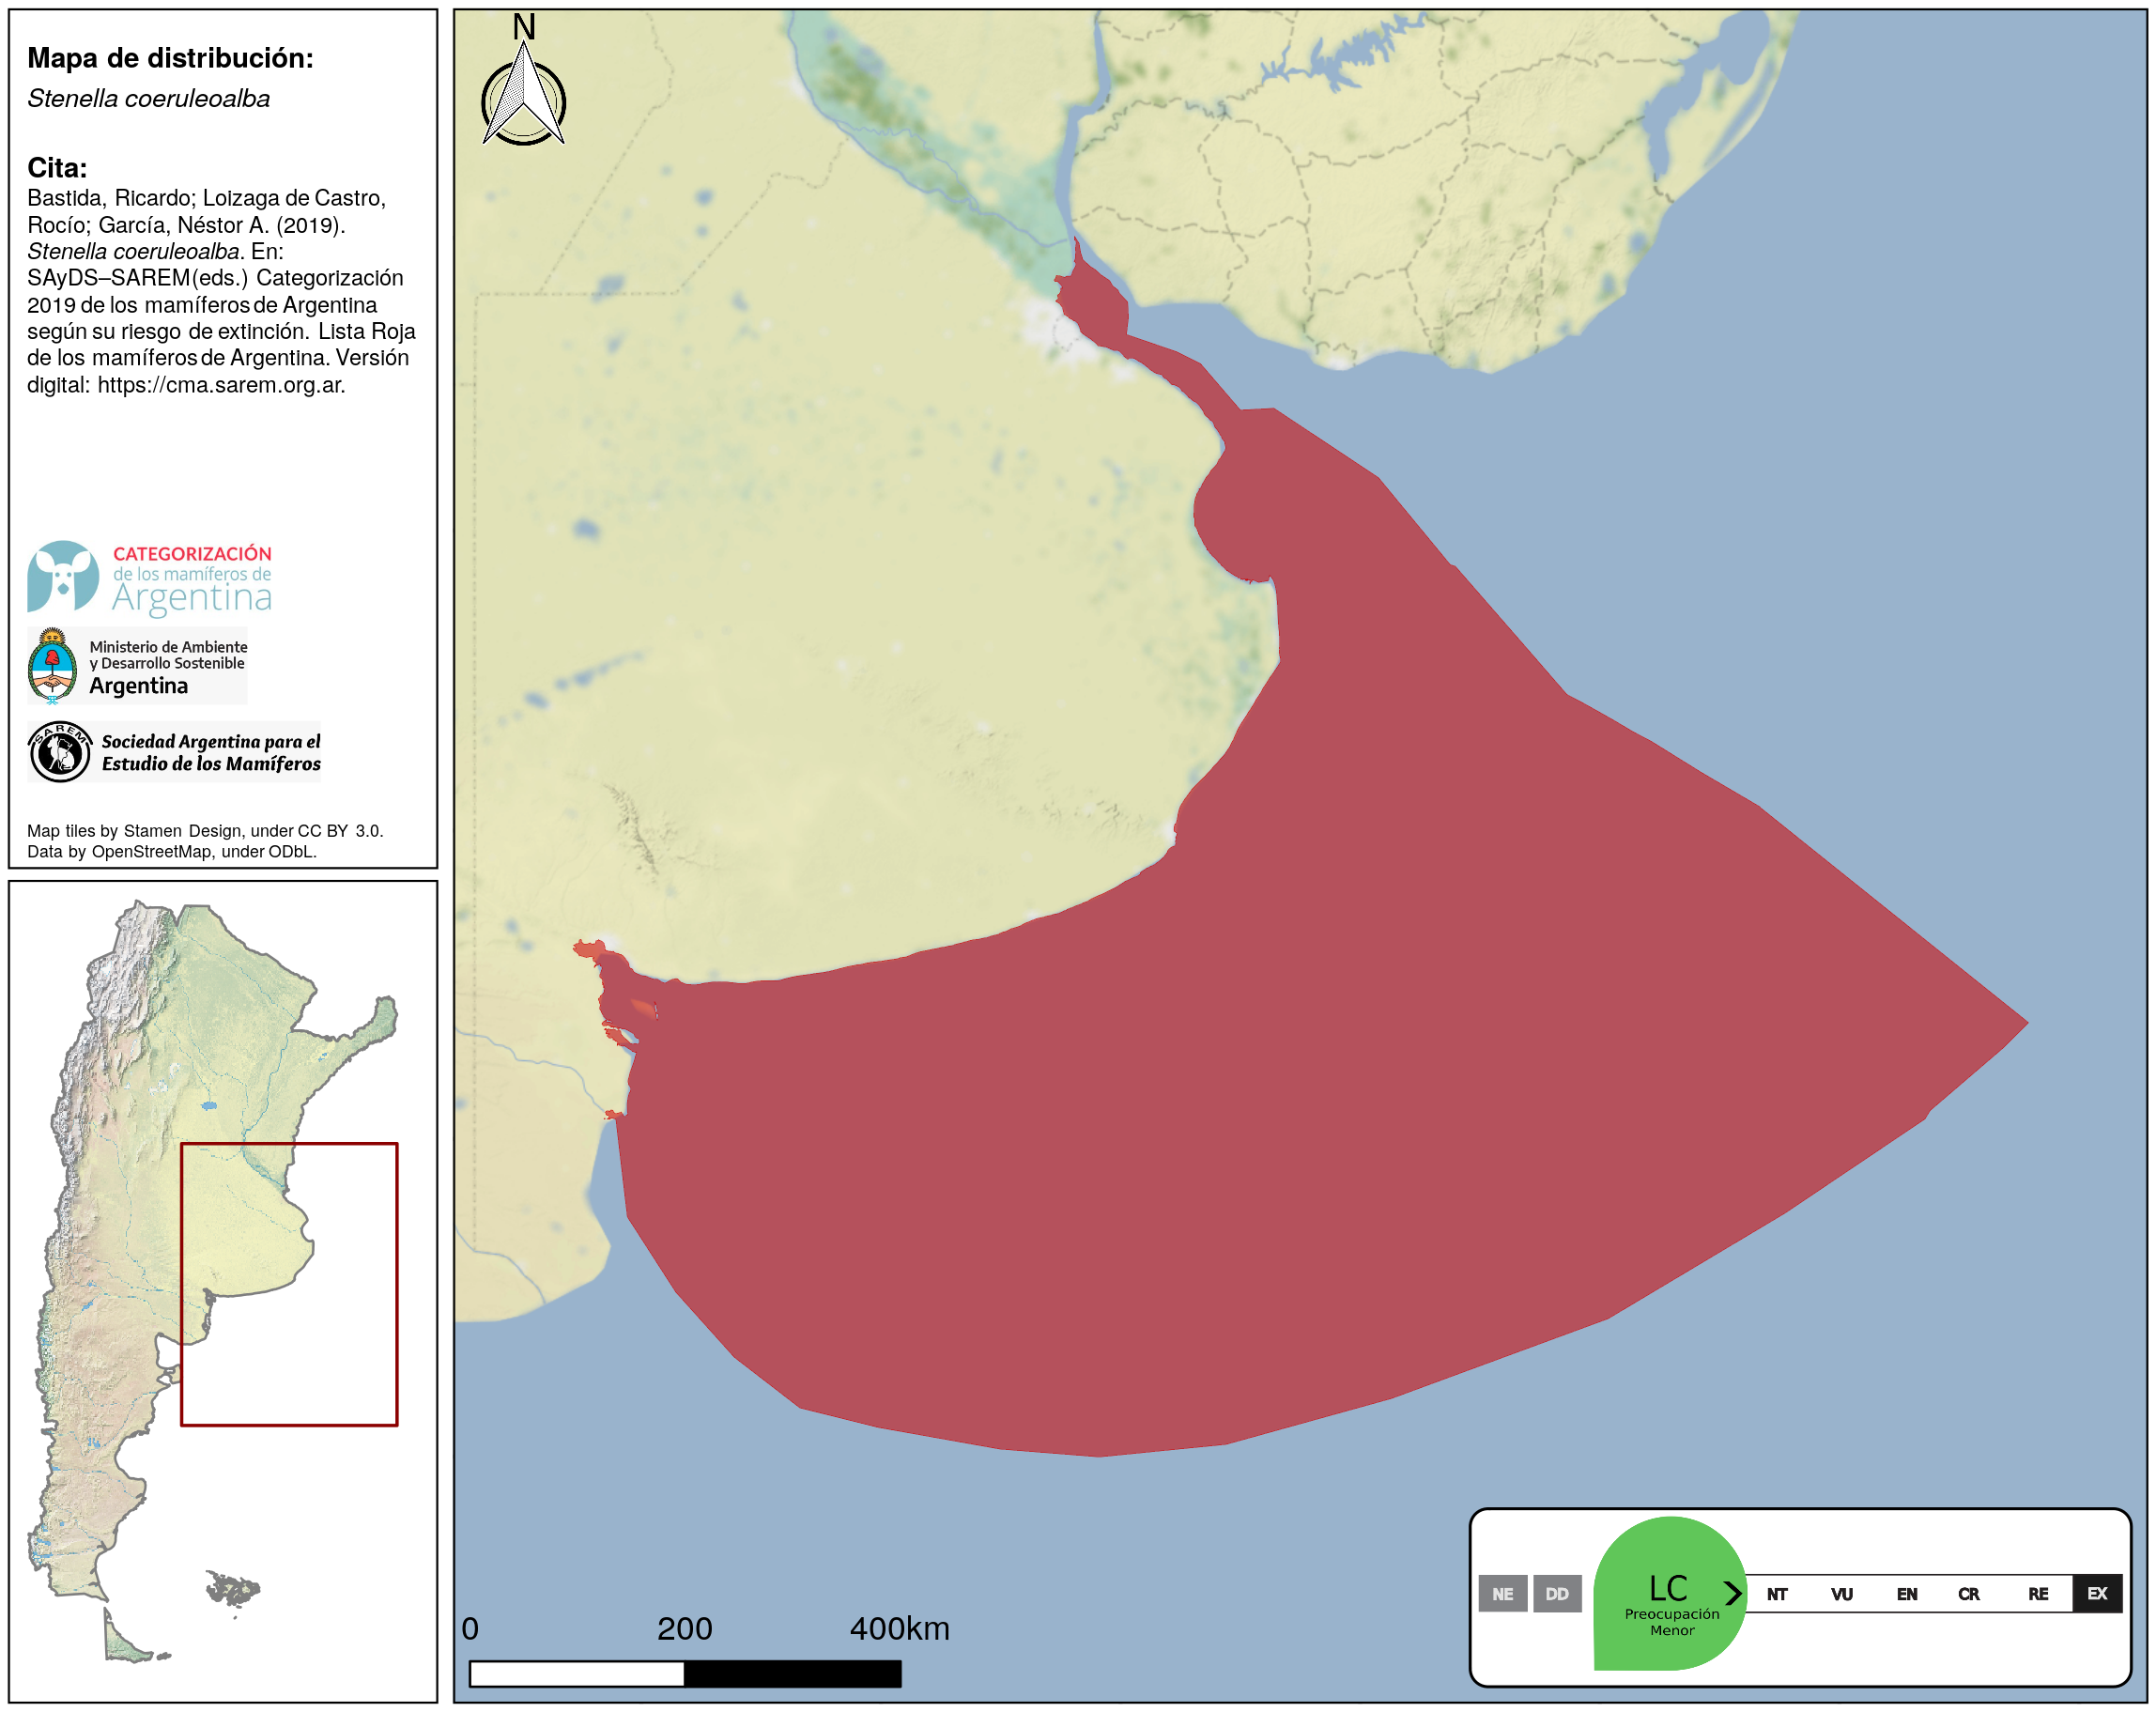 Mapa de distribución:
Stenella coeruleoalba
Cita:
Bastida, Ricardo; Loizaga de Castro,
Rocío; García, Néstor A. (2019).
Stenella coeruleoalba. En:
SAyDS–SAREM(eds.) Categorización
2019 de los mamíferos de Argentina
según su riesgo de extinción. Lista Roja
de los mamíferos de Argentina. Versión
digital: https://cma.sarem.org.ar.
CATEGORIZACIÓN
de los mamíferos de
Argentina
Ministerio de Ambiente
y Desarrollo Sostenible
Argentina
SAREM
Sociedad Argentina para el
Estudio de los Mamíferos
Map tiles by Stamen Design, under CC BY 3.0.
Data by OpenStreetMap, under ODbL.
N
0 200 400km
NE DD LC NT VU EN CR RE EX
Preocupación
Menor